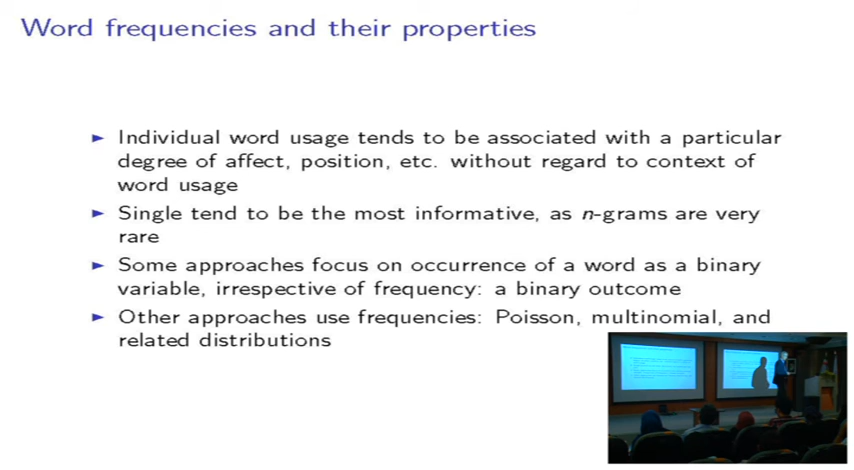 Word frequencies and their properties
► Individual word usage tends to be associated with a particular
degree of affect, position, etc. without regard to context of
word usage
► Single tend to be the most informative, as n-grams are very
rare
► Some approaches focus on occurrence of a word as a binary
variable, irrespective of frequency: a binary outcome
► Other approaches use frequencies: Poisson, multinomial, and
related distributions